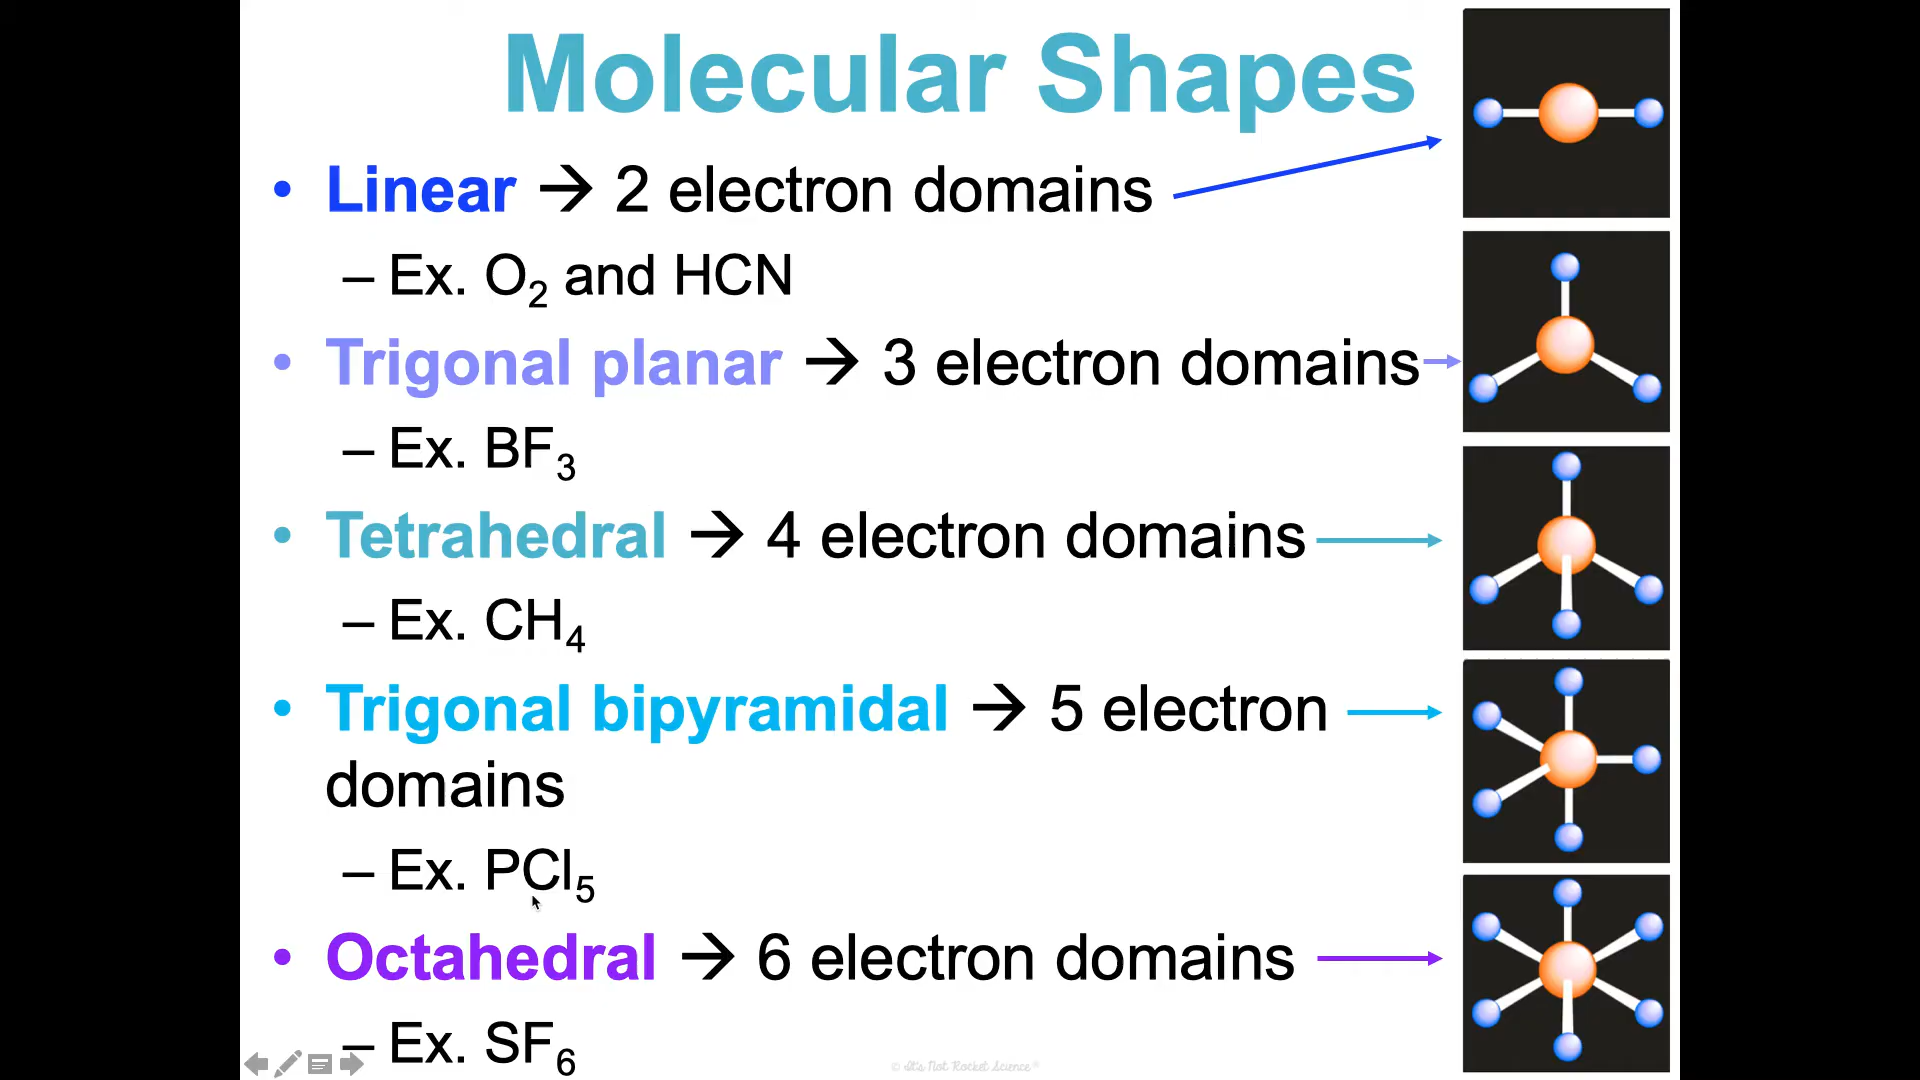 Molecular Shapes
• Linear → 2 electron domains
– Ex. O₂ and HCN
• Trigonal planar → 3 electron domains
– Ex. BF₃
• Tetrahedral → 4 electron domains
– Ex. CH₄
• Trigonal bipyramidal → 5 electron
domains
– Ex. PCl₅
• Octahedral → 6 electron domains
– Ex. SF₆
© It's Not Rocket Science®